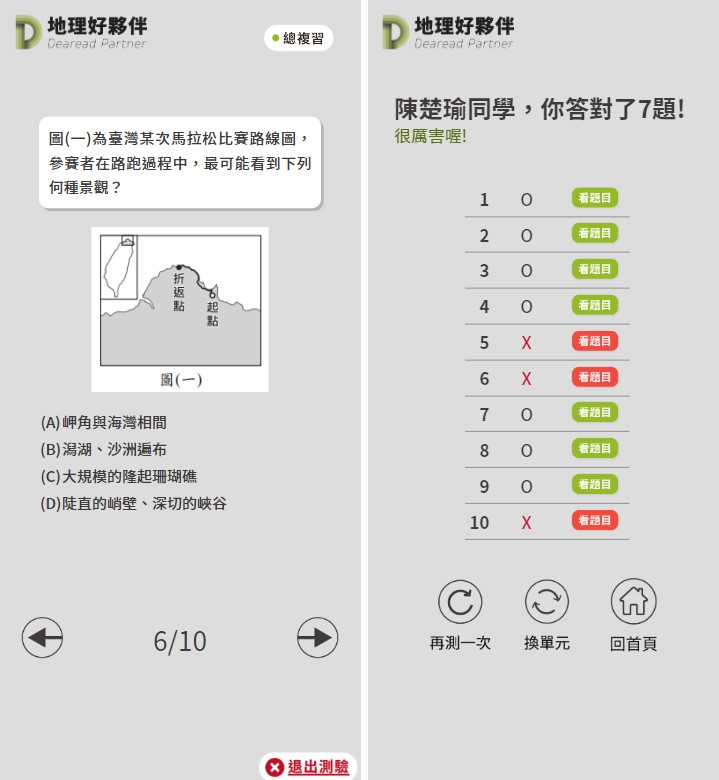 地理好夥伴
Dearead Partner
總複習
圖(一)為臺灣某次馬拉松比賽路線圖，
參賽者在路跑過程中，最可能看到下列
何種景觀？
折返點
起點
圖(一)
(A)岬角與海灣相間
(B)潟湖、沙洲遍布
(C)大規模的隆起珊瑚礁
(D)陡直的峭壁、深切的峽谷
6/10
退出測驗
地理好夥伴
Dearead Partner
陳楚瑜同學，你答對了7題!
很厲害喔!
1 O 看題目
2 O 看題目
3 O 看題目
4 O 看題目
5 X 看題目
6 X 看題目
7 O 看題目
8 O 看題目
9 O 看題目
10 X 看題目
再測一次 換單元 回首頁